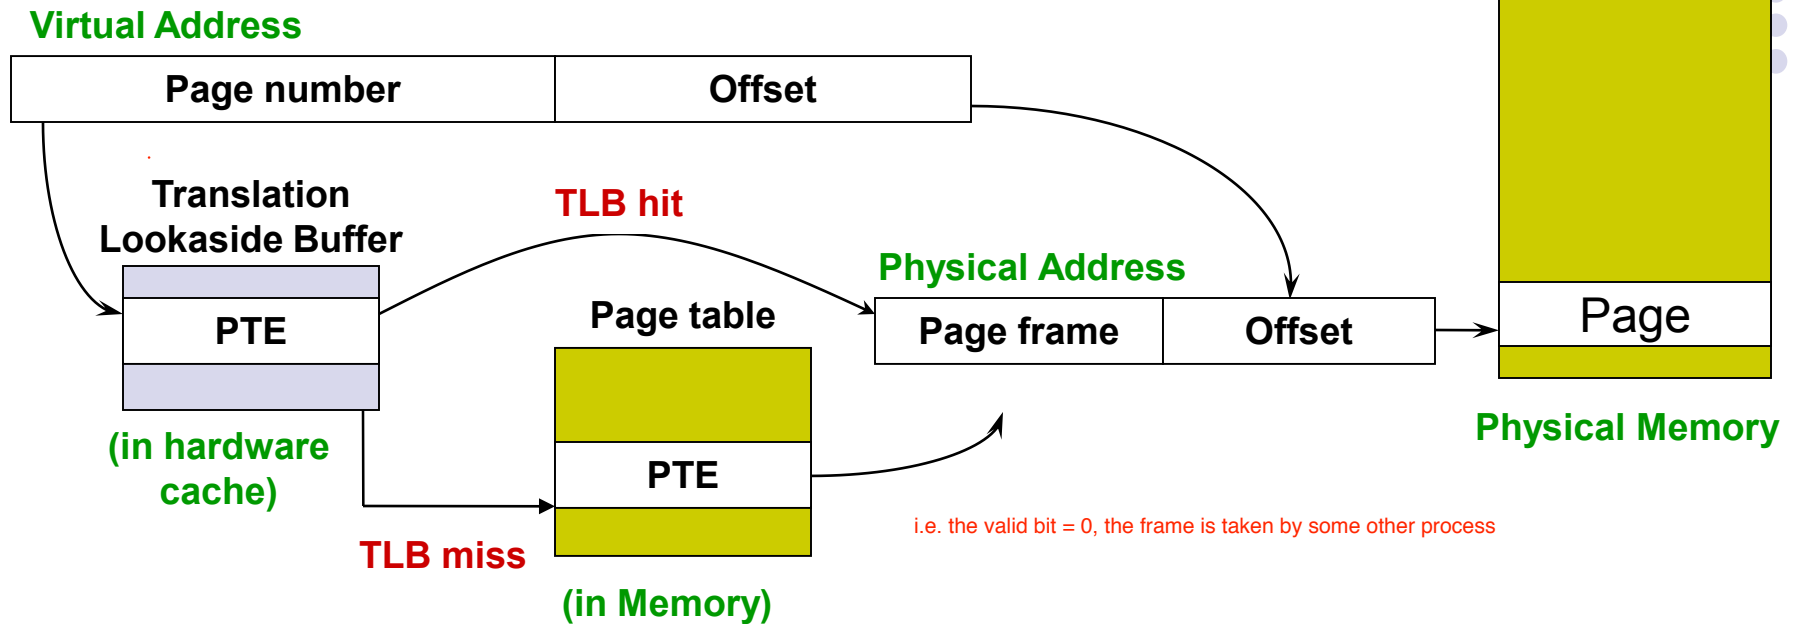 Virtual Address
Page number
Offset
Translation
Lookaside Buffer
TLB hit
PTE
Physical Address
Page table
Page frame
Offset
Page
(in hardware
cache)
PTE
Physical Memory
i.e. the valid bit = 0, the frame is taken by some other process
TLB miss
(in Memory)